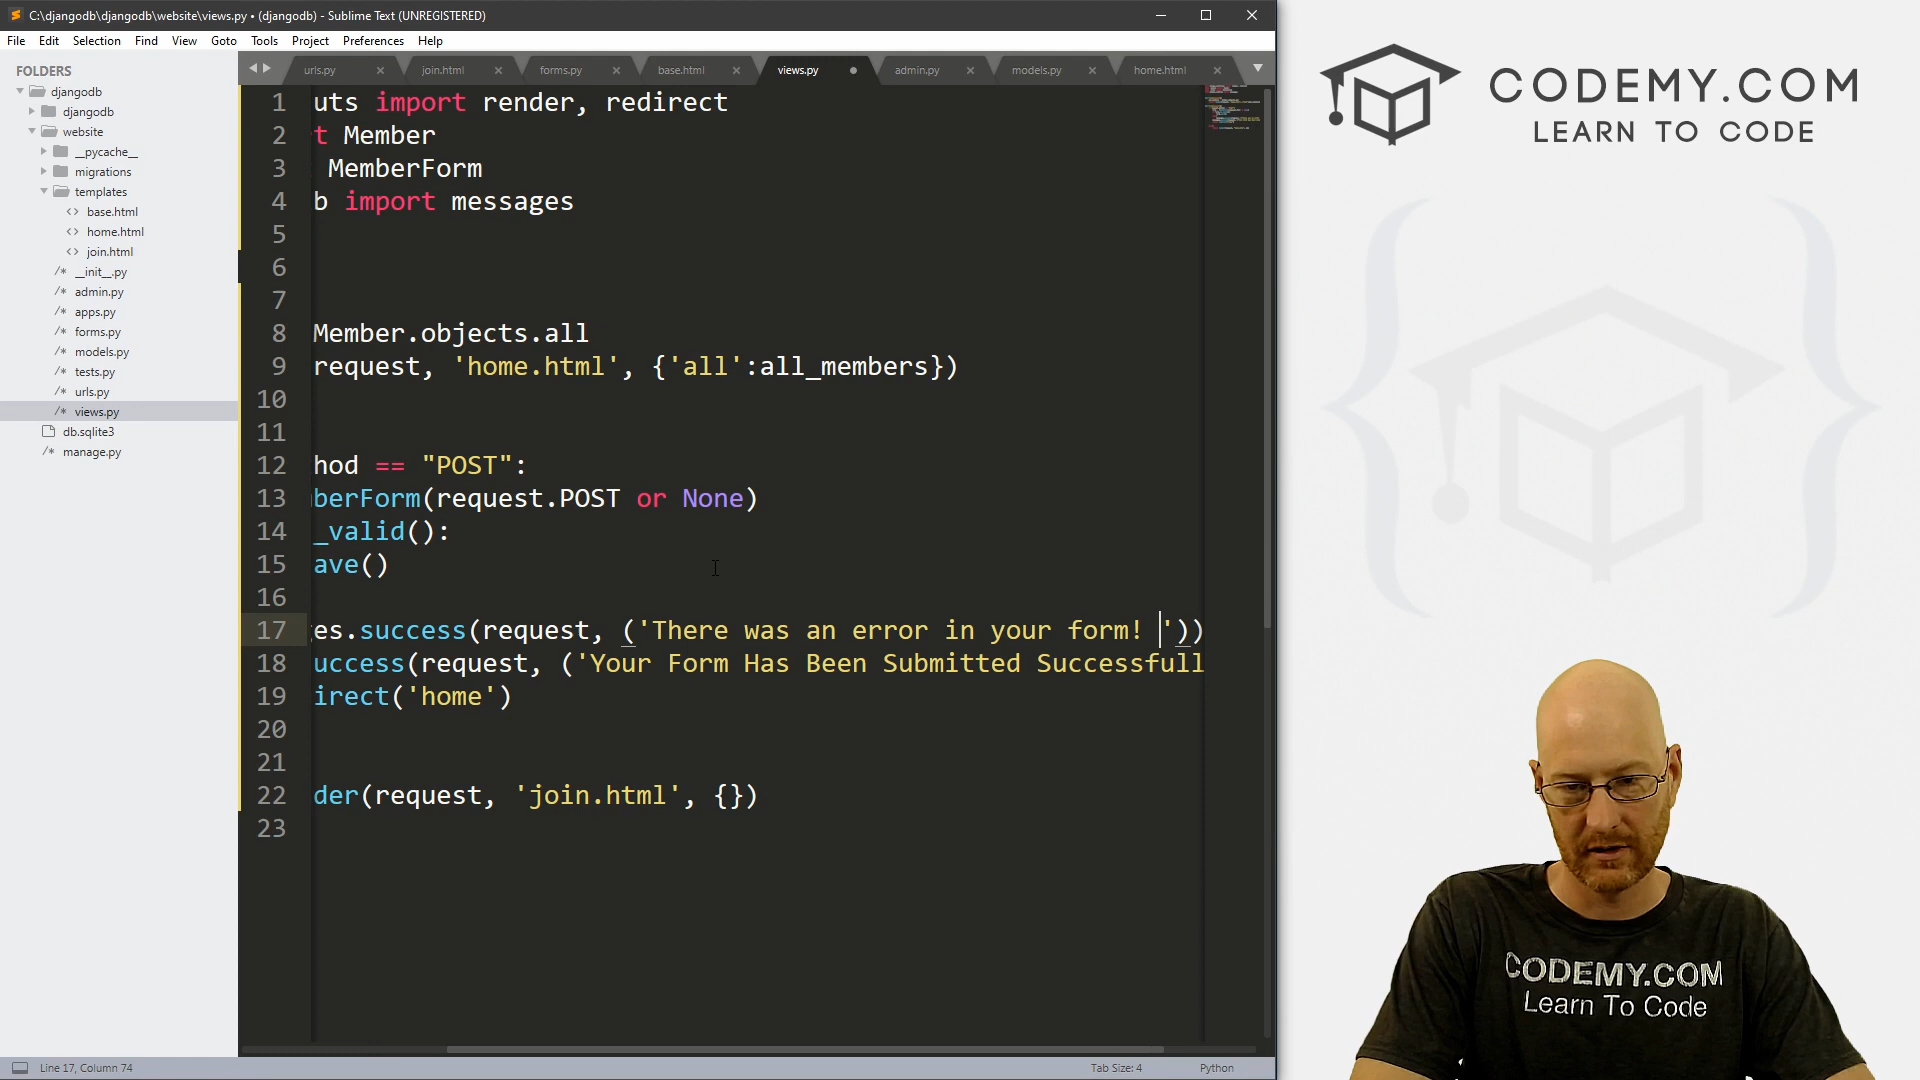 C:\djangodb\djangodb\website\views.py • (djangodb) - Sublime Text (UNREGISTERED)
File Edit Selection Find View Goto Tools Project Preferences Help
FOLDERS
djangodb
djangodb
website
__pycache__
migrations
templates
base.html
home.html
join.html
__init__.py
admin.py
apps.py
forms.py
models.py
tests.py
urls.py
views.py
db.sqlite3
manage.py
urls.py join.html forms.py base.html views.py admin.py models.py home.html
1 uts import render, redirect
2 t Member
3 MemberForm
4 b import messages
5
6
7
8 Member.objects.all
9 request, 'home.html', {'all':all_members})
10
11
12 hod == "POST":
13 berForm(request.POST or None)
14 _valid():
15 ave()
16
17 es.success(request, ('There was an error in your form! '))
18 uccess(request, ('Your Form Has Been Submitted Successfull
19 irect('home')
20
21
22 der(request, 'join.html', {})
23
Line 17, Column 74
Tab Size: 4
Python
CODEMY.COM
LEARN TO CODE
CODEMY.COM
Learn To Code